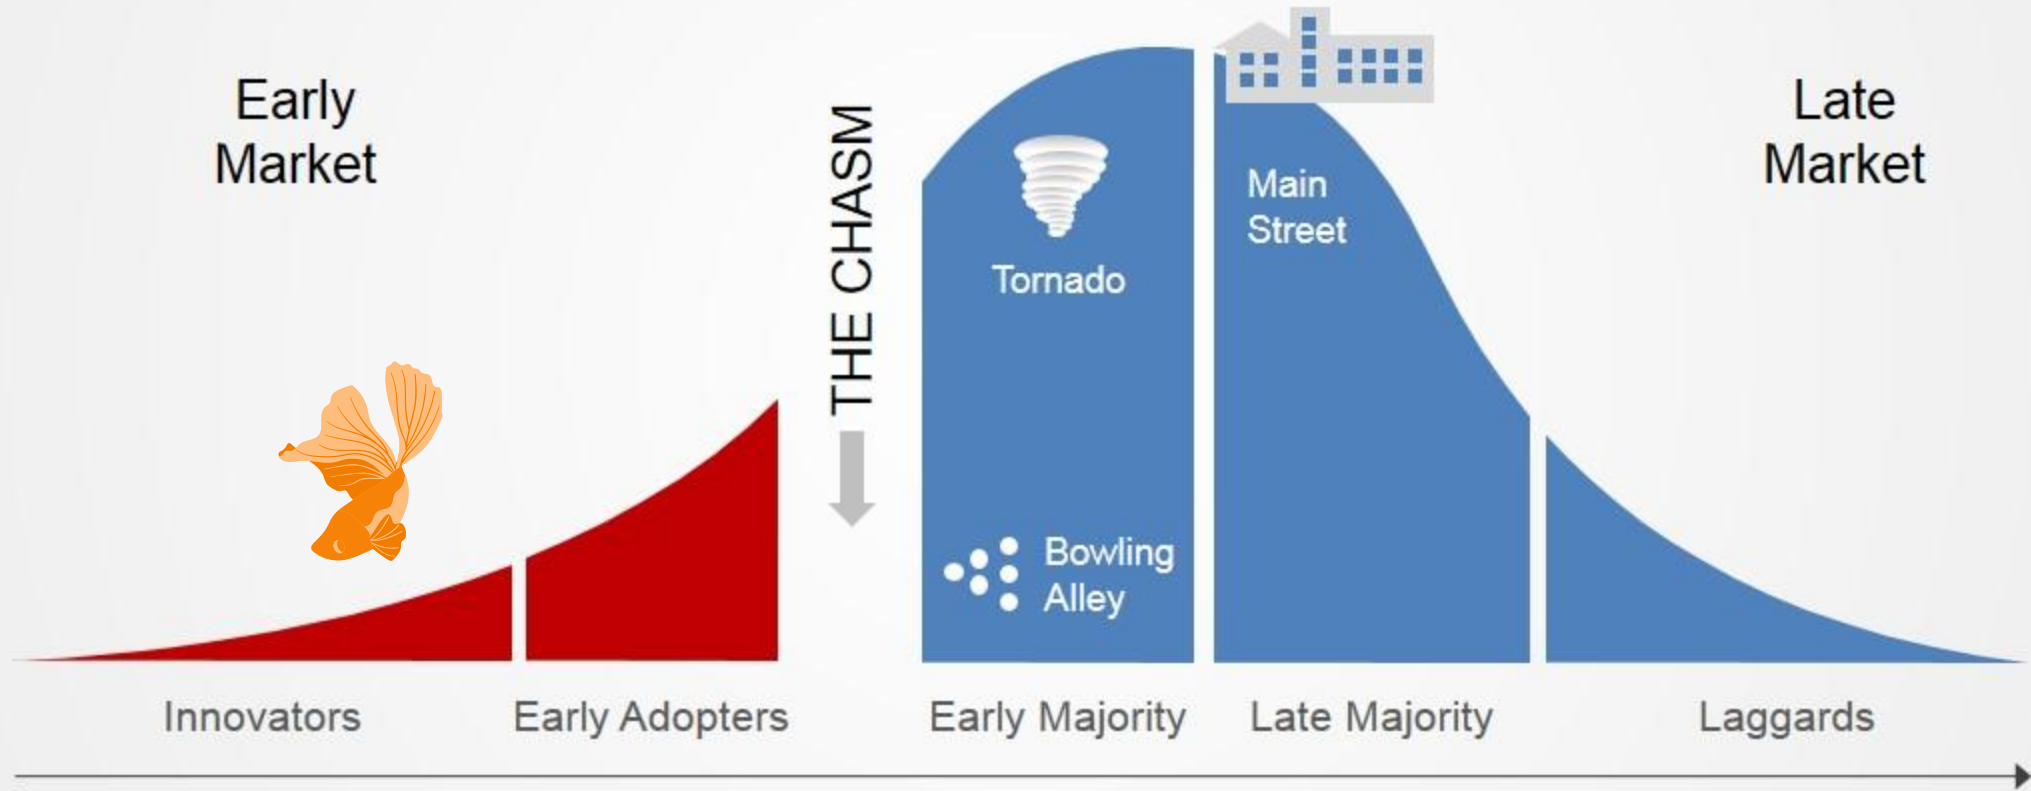 Early
Market
THE CHASM
Tornado
Bowling
Alley
Main
Street
Late
Market
Innovators
Early Adopters
Early Majority
Late Majority
Laggards